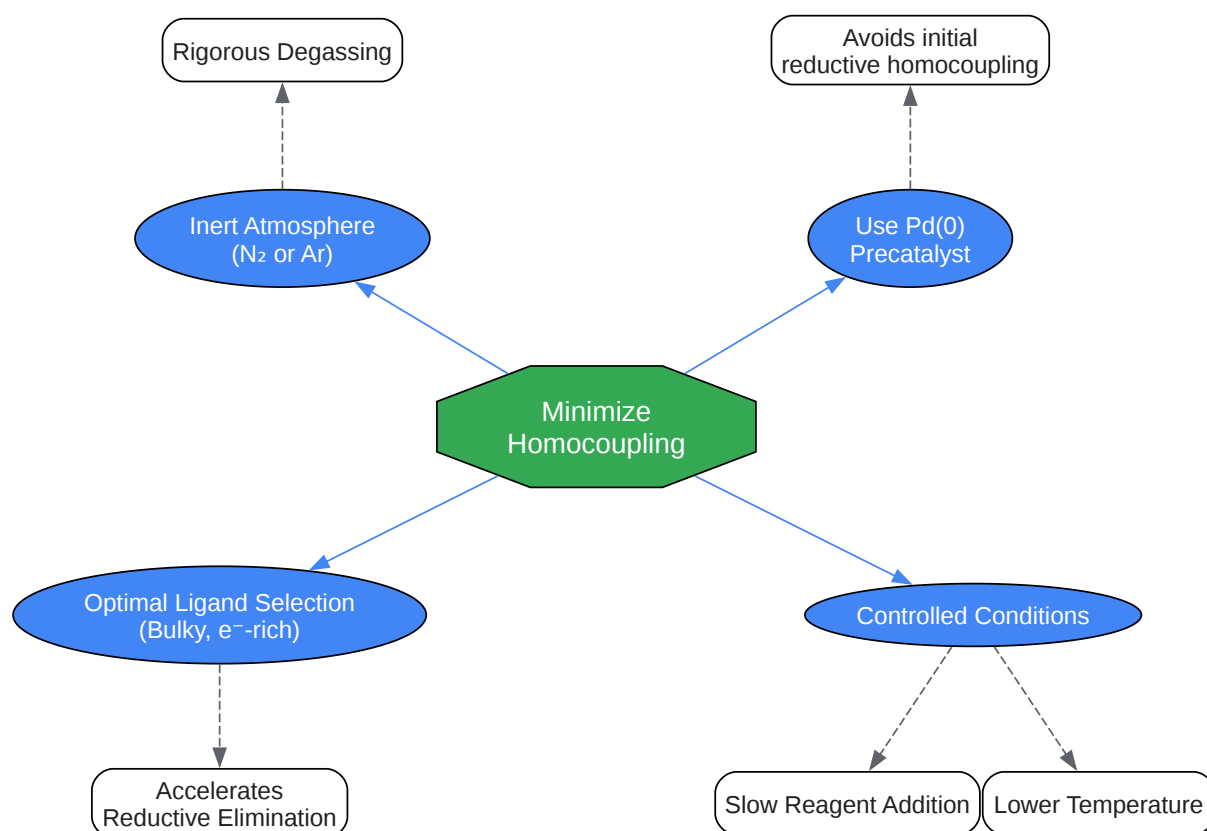 Rigorous Degassing
Avoids initial
reductive homocoupling
Inert Atmosphere
(N₂ or Ar)
Use Pd(0)
Precatalyst
Minimize
Homocoupling
Optimal Ligand Selection
(Bulky, e⁻-rich)
Controlled Conditions
Accelerates
Reductive Elimination
Slow Reagent Addition
Lower Temperature